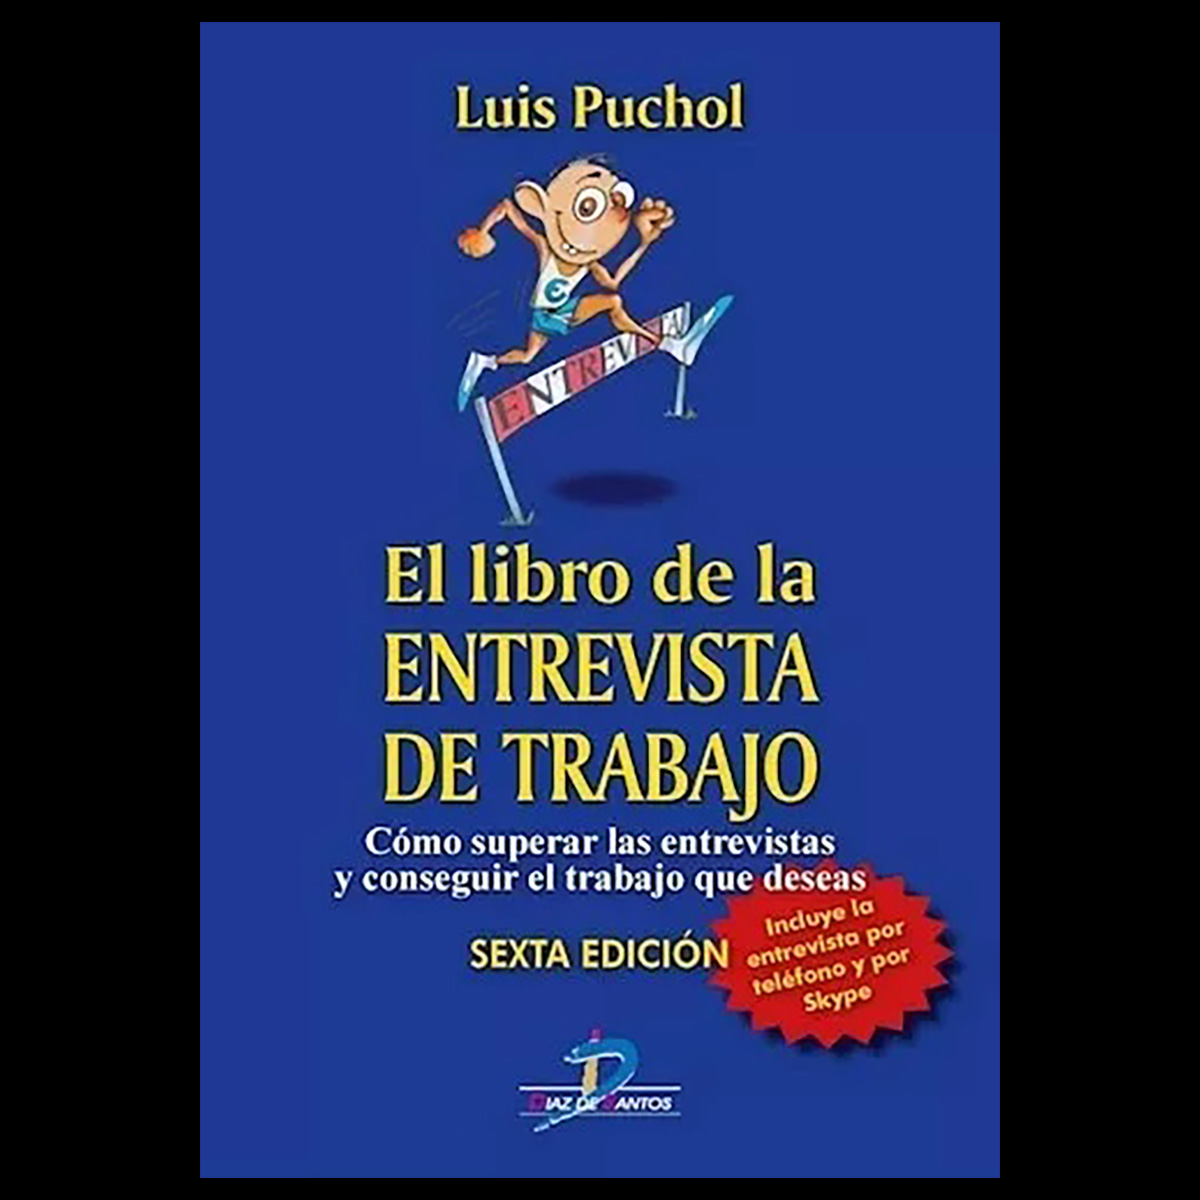 Luis Puchol
Є
ENTREVISTA
El libro de la
ENTREVISTA
DE TRABAJO
Cómo superar las entrevistas
y conseguir el trabajo que deseas
SEXTA EDICIÓN
Incluye la
entrevista por
teléfono y por
Skype
DIAZ DE SANTOS